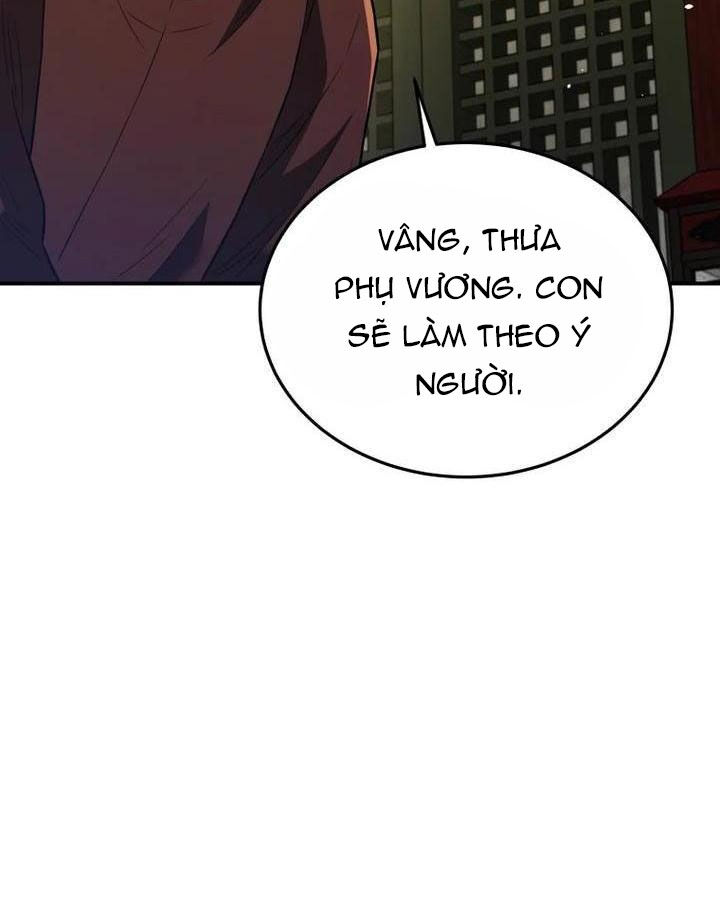 VÂNG, THƯA
PHỤ VƯƠNG. CON
SẼ LÀM THEO Ý
NGƯỜI.